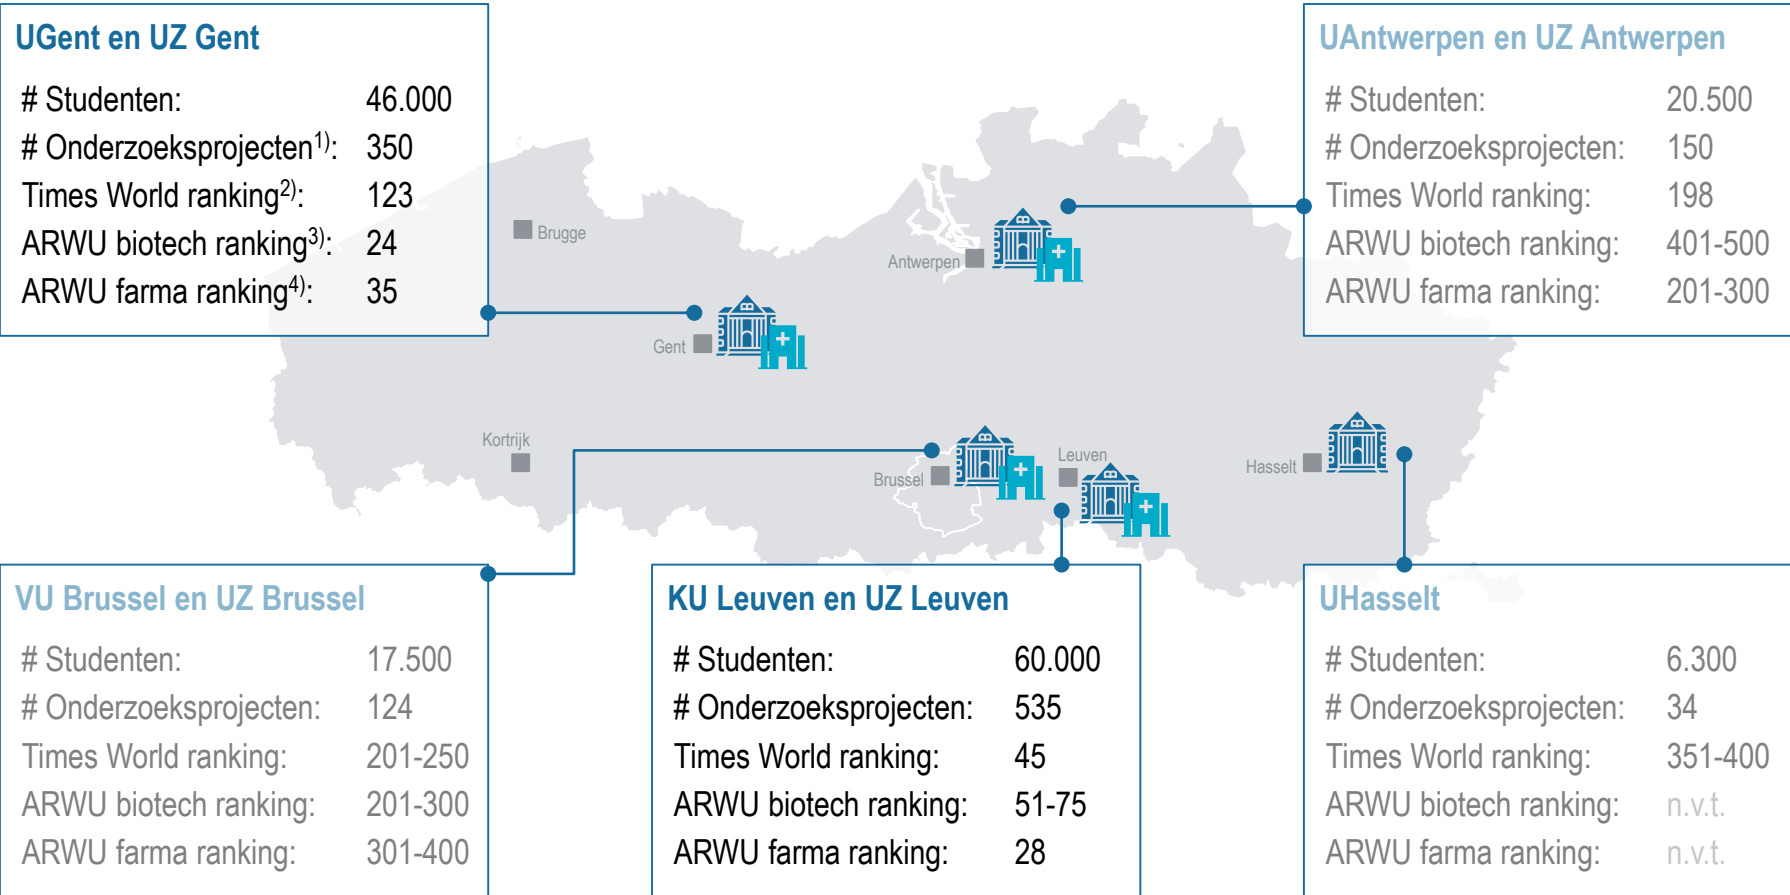 UGent en UZ Gent
# Studenten: 46.000
# Onderzoeksprojecten1): 350
Times World ranking2): 123
ARWU biotech ranking3): 24
ARWU farma ranking4): 35
UAntwerpen en UZ Antwerpen
# Studenten: 20.500
# Onderzoeksprojecten: 150
Times World ranking: 198
ARWU biotech ranking: 401-500
ARWU farma ranking: 201-300
Brugge
Antwerpen
Gent
Kortrijk
Brussel
Leuven
Hasselt
VU Brussel en UZ Brussel
# Studenten: 17.500
# Onderzoeksprojecten: 124
Times World ranking: 201-250
ARWU biotech ranking: 201-300
ARWU farma ranking: 301-400
KU Leuven en UZ Leuven
# Studenten: 60.000
# Onderzoeksprojecten: 535
Times World ranking: 45
ARWU biotech ranking: 51-75
ARWU farma ranking: 28
UHasselt
# Studenten: 6.300
# Onderzoeksprojecten: 34
Times World ranking: 351-400
ARWU biotech ranking: n.v.t.
ARWU farma ranking: n.v.t.